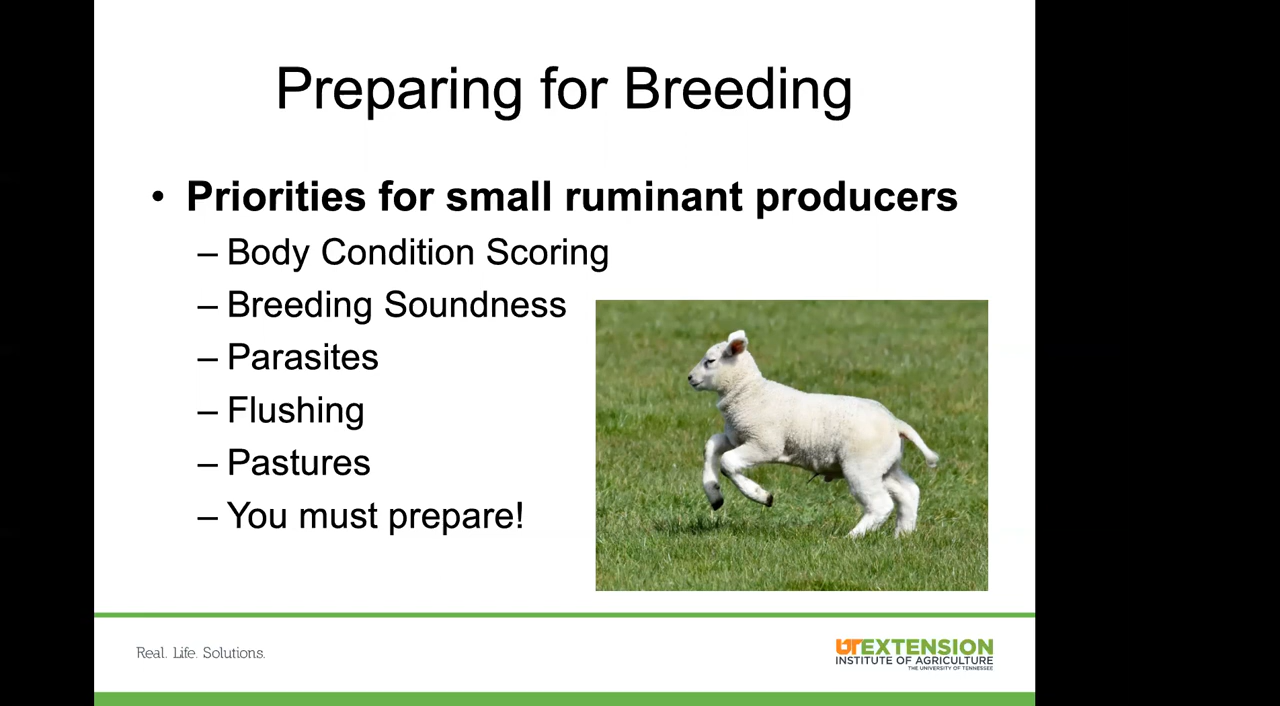 Preparing for Breeding
• Priorities for small ruminant producers
– Body Condition Scoring
– Breeding Soundness
– Parasites
– Flushing
– Pastures
– You must prepare!
Real. Life. Solutions.
UTEXTENSION
INSTITUTE OF AGRICULTURE
THE UNIVERSITY OF TENNESSEE